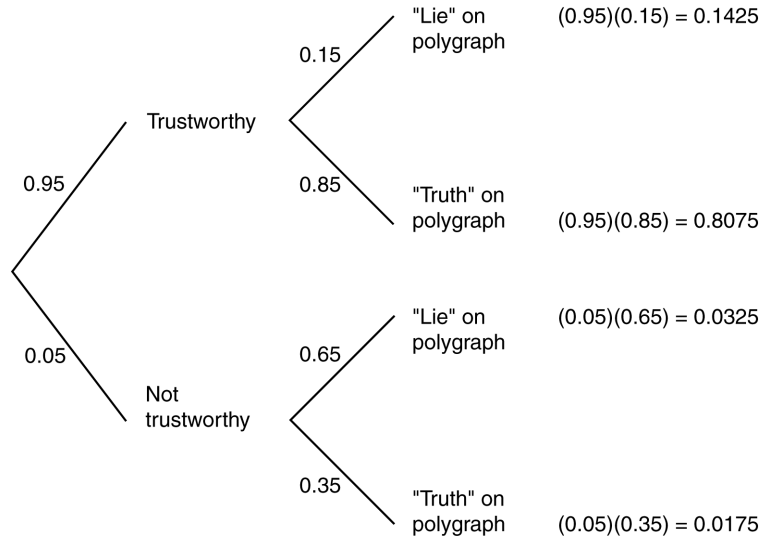 "Lie" on
polygraph
(0.95)(0.15) = 0.1425
0.15
Trustworthy
0.95
0.85
"Truth" on
polygraph
(0.95)(0.85) = 0.8075
"Lie" on
polygraph
(0.05)(0.65) = 0.0325
0.05
0.65
Not
trustworthy
0.35
"Truth" on
polygraph
(0.05)(0.35) = 0.0175